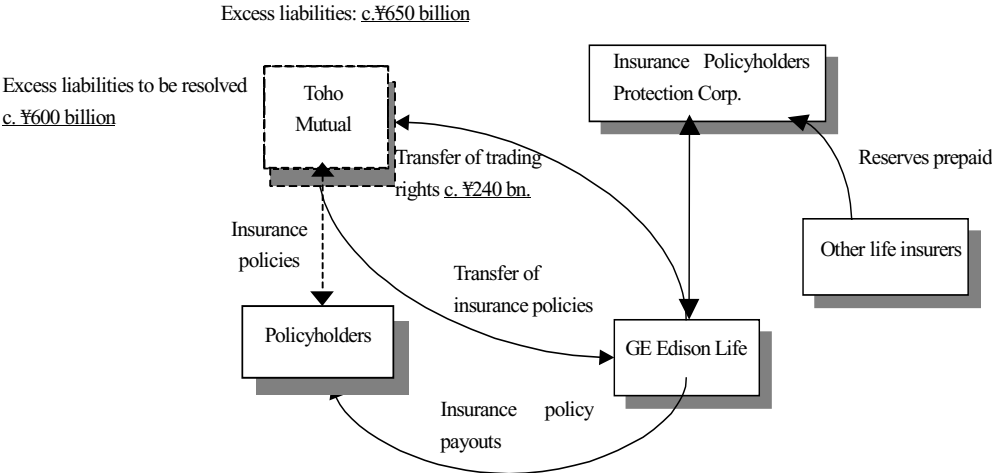 Excess liabilities: c.¥650 billion
Excess liabilities to be resolved
c. ¥600 billion
Toho
Mutual
Insurance Policyholders
Protection Corp.
Transfer of trading
rights c. ¥240 bn.
Reserves prepaid
Other life insurers
Insurance
policies
Transfer of
insurance policies
Policyholders
GE Edison Life
Insurance policy
payouts